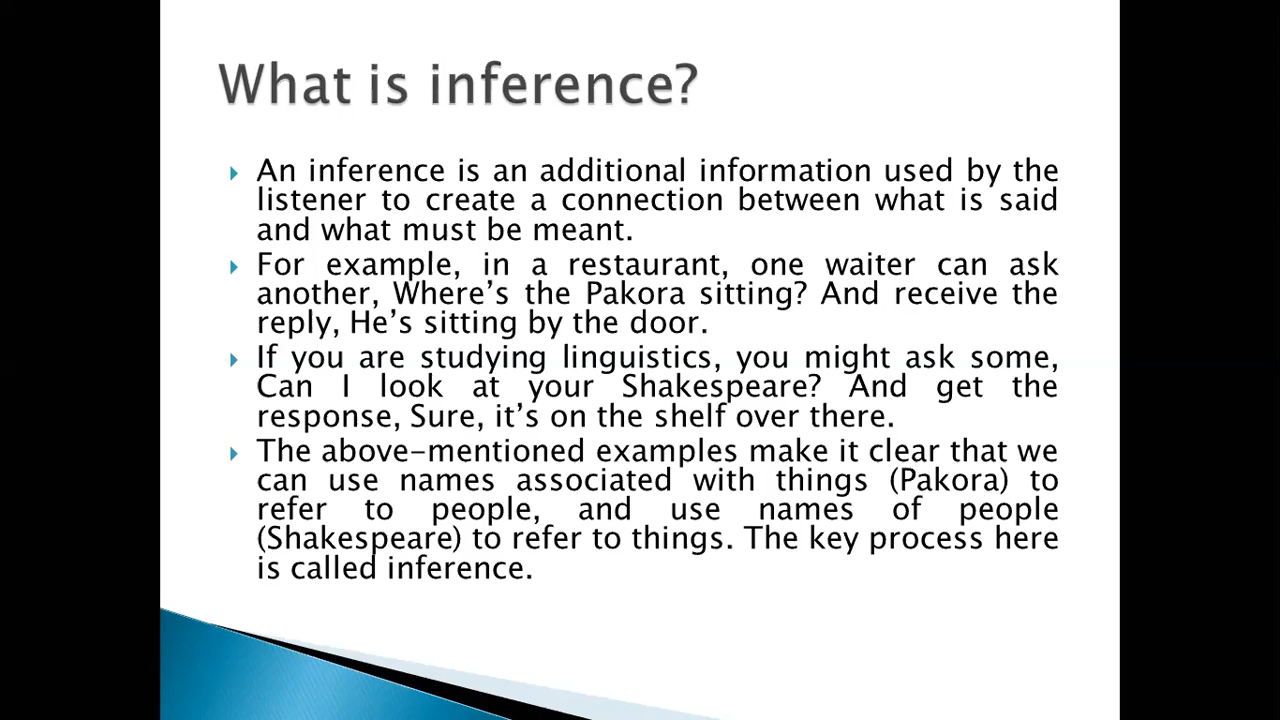 What is inference?
An inference is an additional information used by the
listener to create a connection between what is said
and what must be meant.
For example, in a restaurant, one waiter can ask
another, Where's the Pakora sitting? And receive the
reply, He's sitting by the door.
If you are studying linguistics, you might ask some,
Can I look at your Shakespeare? And get the
response, Sure, it's on the shelf over there.
The above-mentioned examples make it clear that we
can use names associated with things (Pakora) to
refer to people, and use names of people
(Shakespeare) to refer to things. The key process here
is called inference.